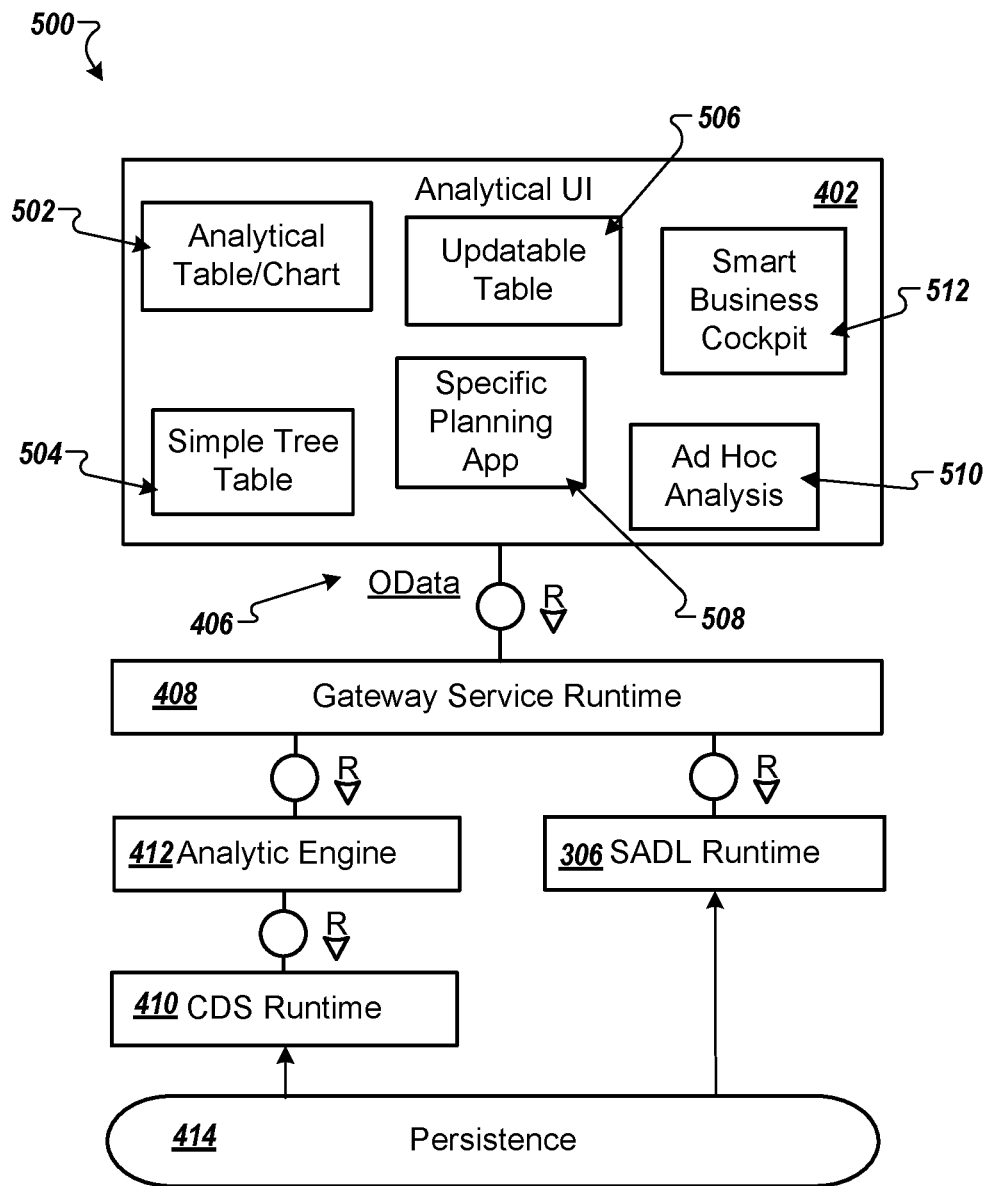 500
506
Analytical UI
402
502
Analytical
Table/Chart
Updatable
Table
Smart
Business
Cockpit
512
Specific
Planning
App
504
Simple Tree
Table
Ad Hoc
Analysis
510
406
OData
R
508
408 Gateway Service Runtime
R
R
412 Analytic Engine
306 SADL Runtime
R
410 CDS Runtime
414 Persistence